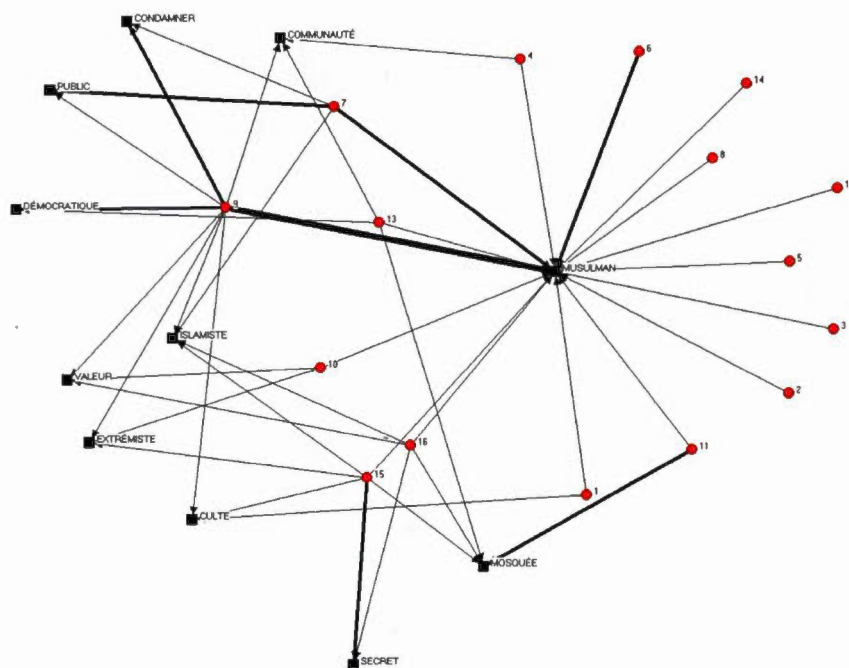 CONDAMNER
COMMUNAUTÉ
4
6
14
PUBLIC
7
8
1
DÉMOCRATIQUE
9
13
MUSULMAN
5
ISLAMISTE
3
VALEUR
10
2
EXTRÉMISTE
16
11
15
1
CULTE
MOSQUÉE
SECRET